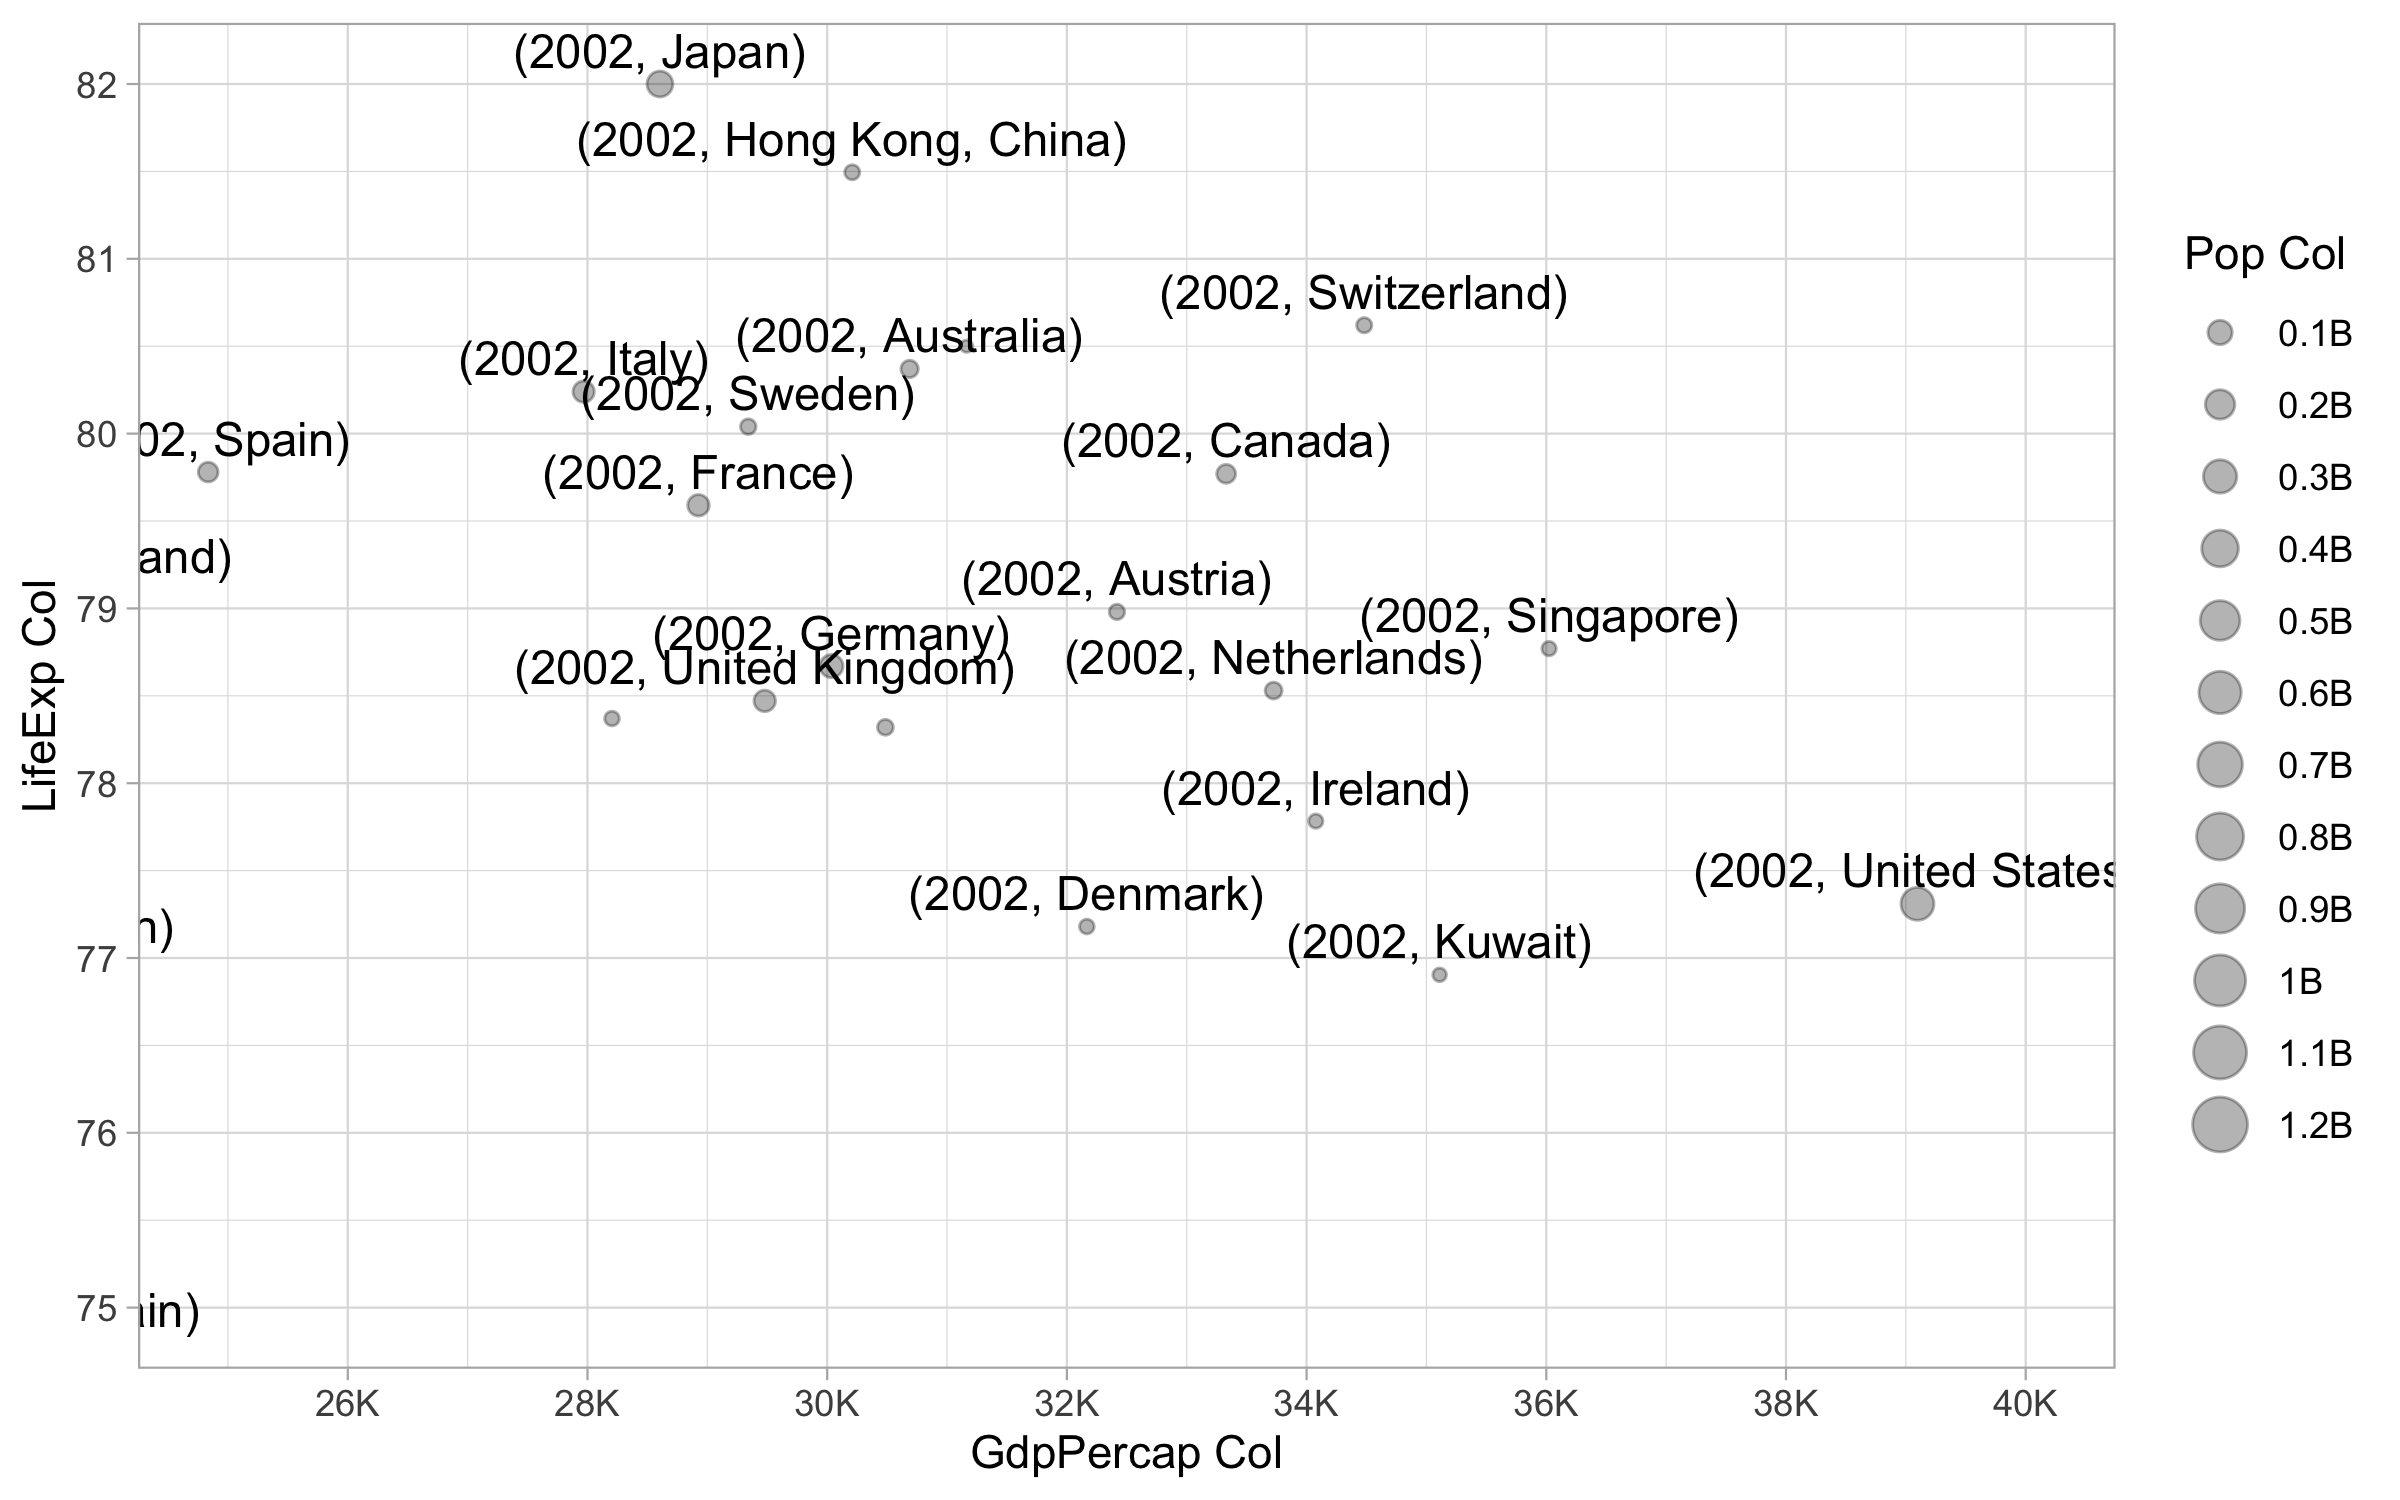 (2002, Japan)
(2002, Hong Kong, China)
(2002, Switzerland)
(2002, Australia)
(2002, Italy)
(2002, Sweden)
02, Spain)
(2002, Canada)
(2002, France)
and)
(2002, Austria)
(2002, Singapore)
(2002, Germany)
(2002, Netherlands)
(2002, United Kingdom)
(2002, Ireland)
(2002, United States
(2002, Denmark)
n)
(2002, Kuwait)
in)
82
81
80
79
78
77
76
75
LifeExp Col
26K 28K 30K 32K 34K 36K 38K 40K
GdpPercap Col
Pop Col
0.1B
0.2B
0.3B
0.4B
0.5B
0.6B
0.7B
0.8B
0.9B
1B
1.1B
1.2B